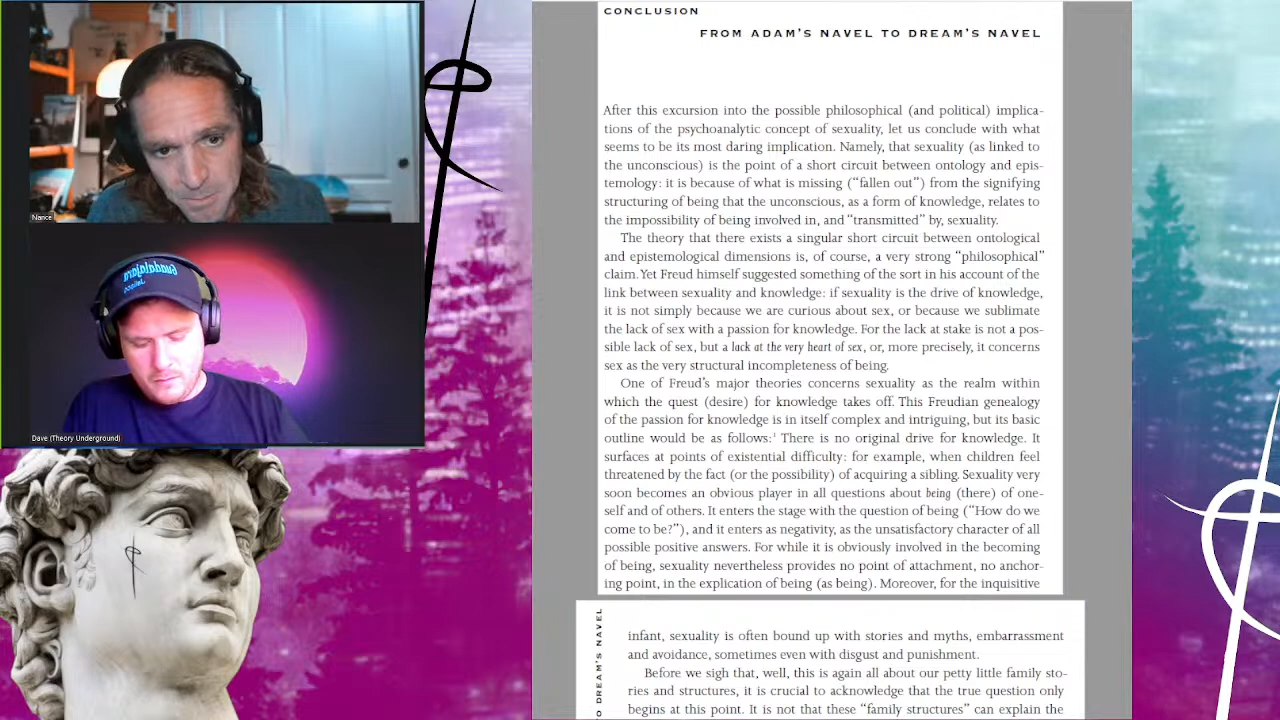 Nance
Guadalajara
Jalisco
Dave (Theory Underground)
CONCLUSION
FROM ADAM'S NAVEL TO DREAM'S NAVEL
After this excursion into the possible philosophical (and political) implica-
tions of the psychoanalytic concept of sexuality, let us conclude with what
seems to be its most daring implication. Namely, that sexuality (as linked to
the unconscious) is the point of a short circuit between ontology and epis-
temology: it is because of what is missing (“fallen out”) from the signifying
structuring of being that the unconscious, as a form of knowledge, relates to
the impossibility of being involved in, and “transmitted” by, sexuality.
The theory that there exists a singular short circuit between ontological
and epistemological dimensions is, of course, a very strong “philosophical”
claim. Yet Freud himself suggested something of the sort in his account of the
link between sexuality and knowledge: if sexuality is the drive of knowledge,
it is not simply because we are curious about sex, or because we sublimate
the lack of sex with a passion for knowledge. For the lack at stake is not a pos-
sible lack of sex, but a lack at the very heart of sex, or, more precisely, it concerns
sex as the very structural incompleteness of being.
One of Freud's major theories concerns sexuality as the realm within
which the quest (desire) for knowledge takes off. This Freudian genealogy
of the passion for knowledge is in itself complex and intriguing, but its basic
outline would be as follows:¹ There is no original drive for knowledge. It
surfaces at points of existential difficulty: for example, when children feel
threatened by the fact (or the possibility) of acquiring a sibling. Sexuality very
soon becomes an obvious player in all questions about being (there) of one-
self and of others. It enters the stage with the question of being (“How do we
come to be?”), and it enters as negativity, as the unsatisfactory character of all
possible positive answers. For while it is obviously involved in the becoming
of being, sexuality nevertheless provides no point of attachment, no anchor-
ing point, in the explication of being (as being). Moreover, for the inquisitive
O DREAM'S NAVEL
infant, sexuality is often bound up with stories and myths, embarrassment
and avoidance, sometimes even with disgust and punishment.
Before we sigh that, well, this is again all about our petty little family sto-
ries and structures, it is crucial to acknowledge that the true question only
begins at this point. It is not that these “family structures” can explain the